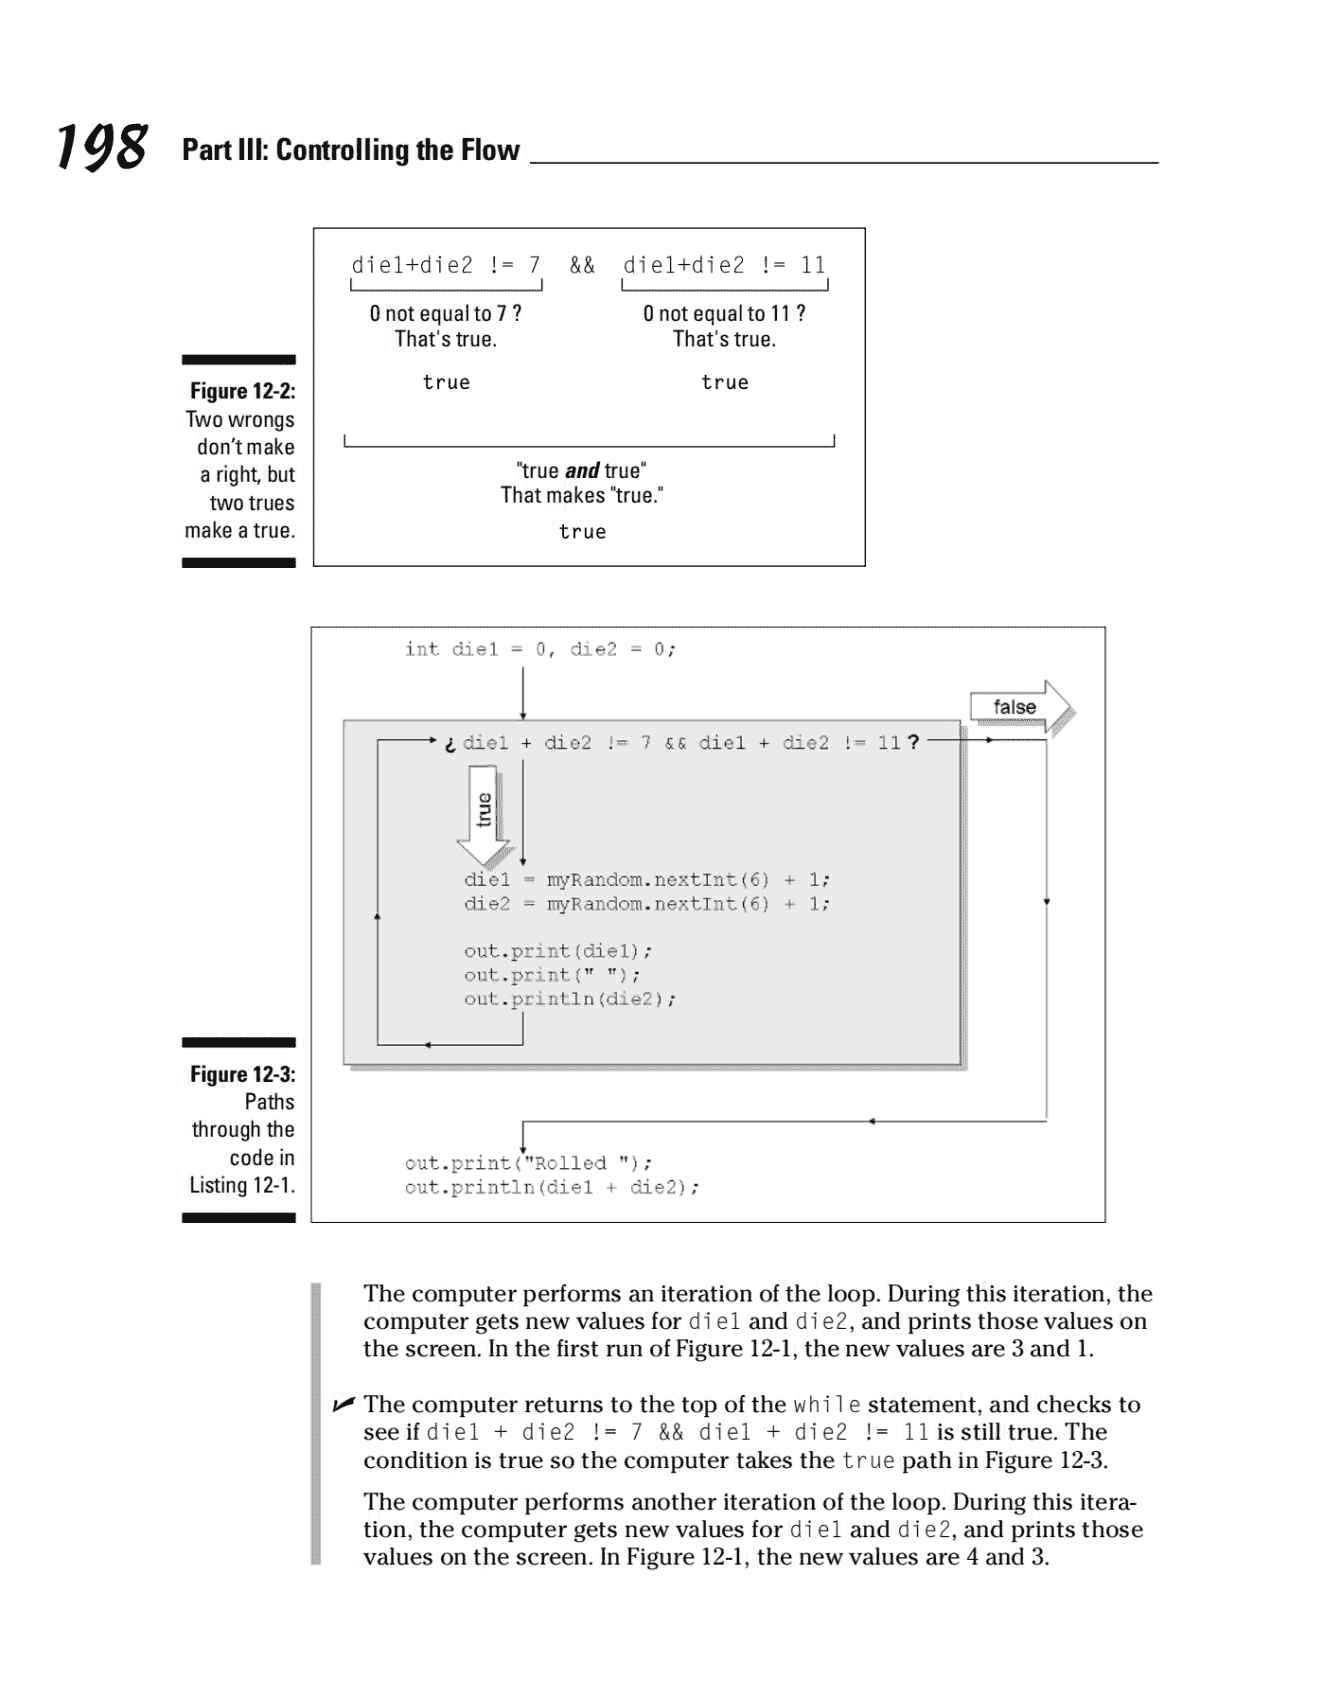 198 Part III: Controlling the Flow
die1+die2 != 7 && die1+die2 != 11
0 not equal to 7 ? 0 not equal to 11 ?
That's true. That's true.
true true
"true and true"
That makes "true."
true
Figure 12-2:
Two wrongs
don't make
a right, but
two trues
make a true.
int die1 = 0, die2 = 0;
false
¿ die1 + die2 != 7 && die1 + die2 != 11 ?
true
die1 = myRandom.nextInt(6) + 1;
die2 = myRandom.nextInt(6) + 1;
out.print(die1);
out.print(" ");
out.println(die2);
out.print("Rolled ");
out.println(die1 + die2);
Figure 12-3:
Paths
through the
code in
Listing 12-1.
The computer performs an iteration of the loop. During this iteration, the
computer gets new values for die1 and die2, and prints those values on
the screen. In the first run of Figure 12-1, the new values are 3 and 1.
✓ The computer returns to the top of the while statement, and checks to
see if die1 + die2 != 7 && die1 + die2 != 11 is still true. The
condition is true so the computer takes the true path in Figure 12-3.
The computer performs another iteration of the loop. During this itera-
tion, the computer gets new values for die1 and die2, and prints those
values on the screen. In Figure 12-1, the new values are 4 and 3.